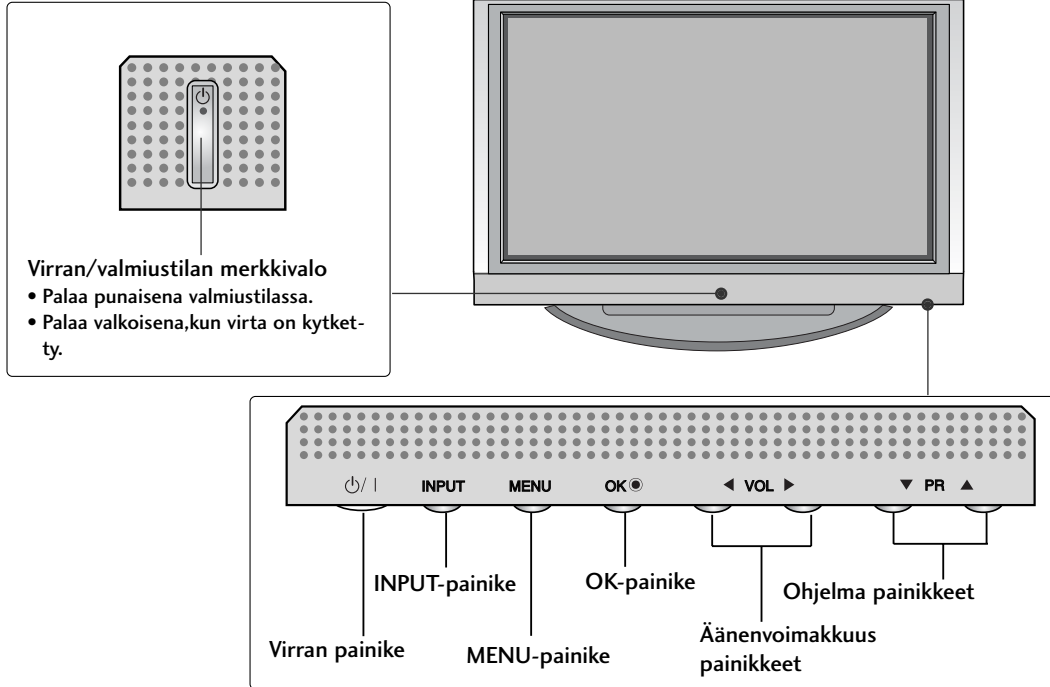 Virran/valmiustilan merkkivalo
• Palaa punaisena valmiustilassa.
• Palaa valkoisena,kun virta on kytket-
ty.
/ I INPUT MENU OK VOL PR
INPUT-painike
OK-painike
Ohjelma painikkeet
Virran painike
MENU-painike
Äänenvoimakkuus
painikkeet